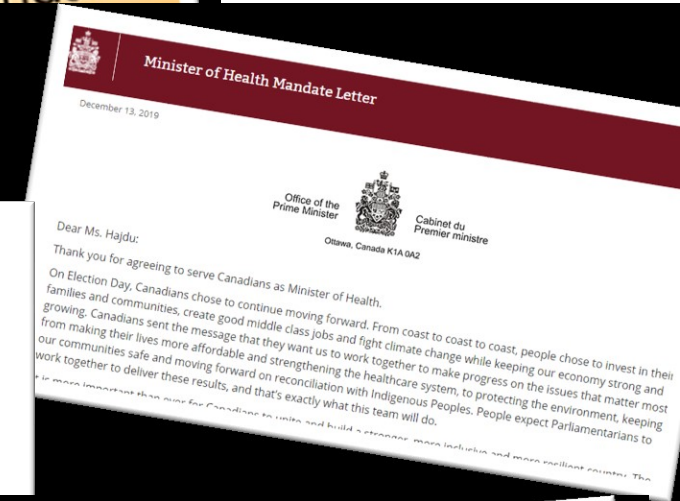 Minister of Health Mandate Letter
December 13, 2019
Office of the
Prime Minister
Cabinet du
Premier ministre
Ottawa, Canada K1A 0A2
Dear Ms. Hajdu:
Thank you for agreeing to serve Canadians as Minister of Health.
On Election Day, Canadians chose to continue moving forward. From coast to coast to coast, people chose to invest in their
families and communities, create good middle class jobs and fight climate change while keeping our economy strong and
growing. Canadians sent the message that they want us to work together to make progress on the issues that matter most
from making their lives more affordable and strengthening the healthcare system, to protecting the environment, keeping
our communities safe and moving forward on reconciliation with Indigenous Peoples. People expect Parliamentarians to
work together to deliver these results, and that's exactly what this team will do.
is more important than ever for Canadians to unite and build a stronger, more inclusive and more resilient country. The